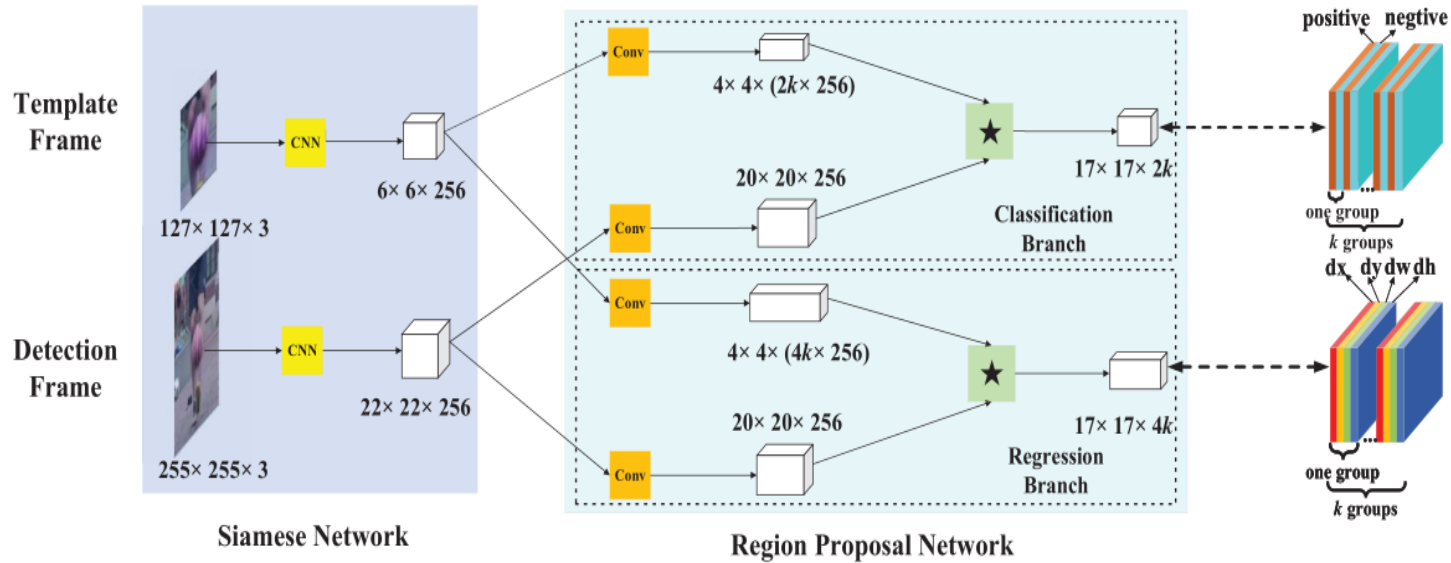 Template
Frame
127× 127× 3
CNN
6× 6× 256
Detection
Frame
255× 255× 3
CNN
22× 22× 256
Siamese Network
Conv
4× 4× (2k× 256)
Conv
20× 20× 256
★
17× 17× 2k
Classification
Branch
Conv
4× 4× (4k× 256)
Conv
20× 20× 256
★
17× 17× 4k
Regression
Branch
Region Proposal Network
positive negtive
...
one group
k groups
dx dy dw dh
...
one group
k groups